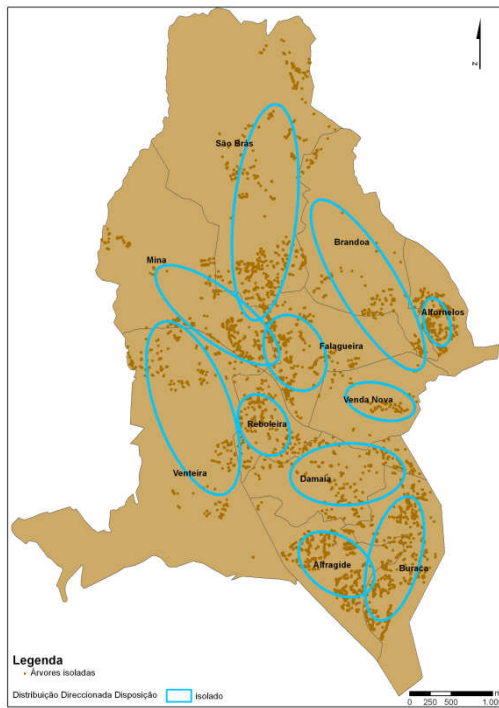 z
São Brás
Brandoa
Mina
Alfornelos
Falagueira
Venda Nova
Reboleira
Venteira
Damaia
Alfragide
Buraca
Legenda
Árvores isoladas
Distribuição Direccionada Disposição isolado
0 250 500 1.00